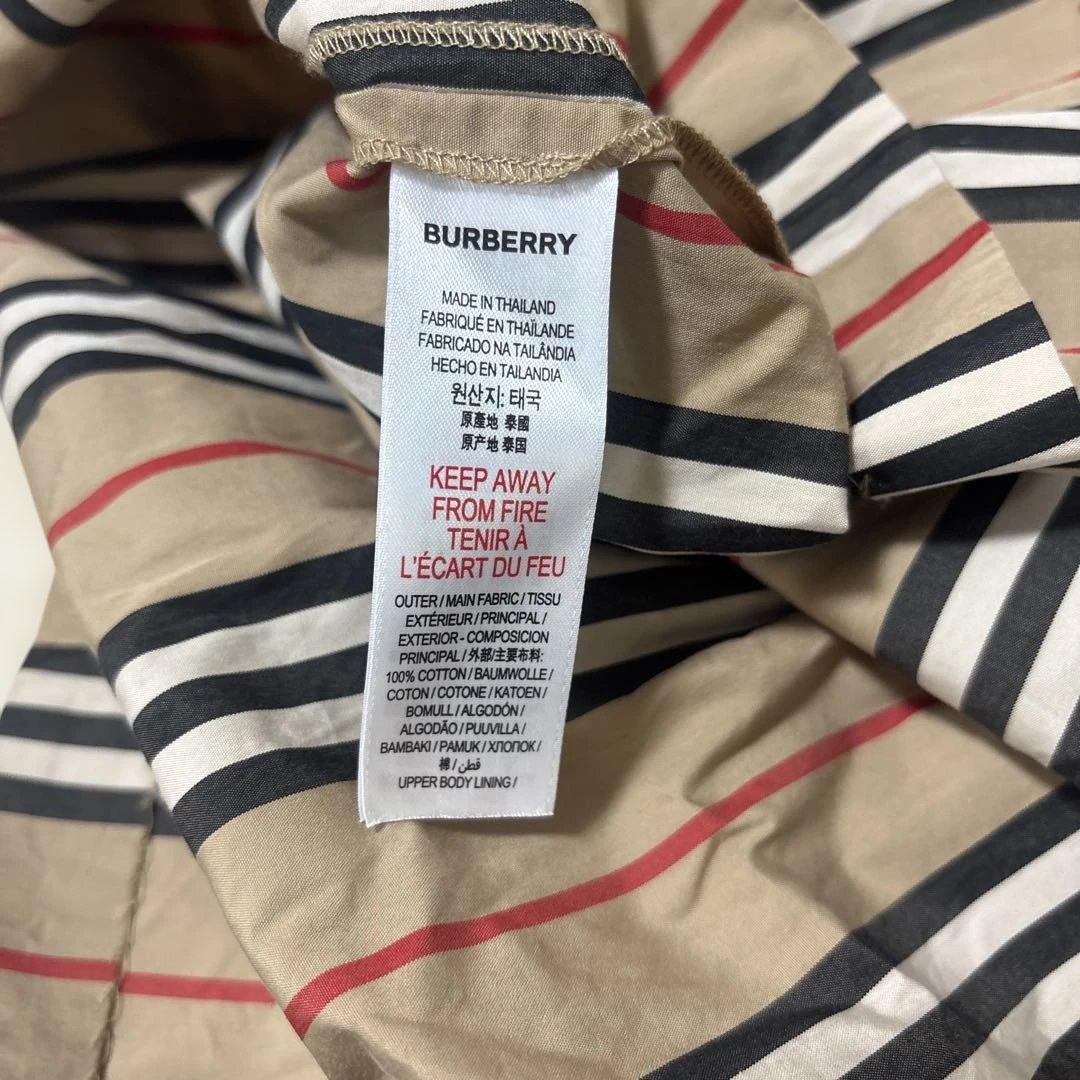 BURBERRY
MADE IN THAILAND
FABRIQUÉ EN THAÏLANDE
FABRICADO NA TAILÂNDIA
HECHO EN TAILANDIA
원산지: 태국
原產地 泰國
原产地 泰国
KEEP AWAY
FROM FIRE
TENIR À
L'ÉCART DU FEU
OUTER / MAIN FABRIC / TISSU
EXTÉRIEUR / PRINCIPAL /
EXTERIOR - COMPOSICION
PRINCIPAL / 外部/主要布料:
100% COTTON / BAUMWOLLE /
COTON / COTONE / KATOEN /
BOMULL / ALGODÓN /
ALGODÃO / PUUVILLA /
BAMBAKI / PAMUK / ХЛОПОК /
棉 / قطن /
UPPER BODY LINING /